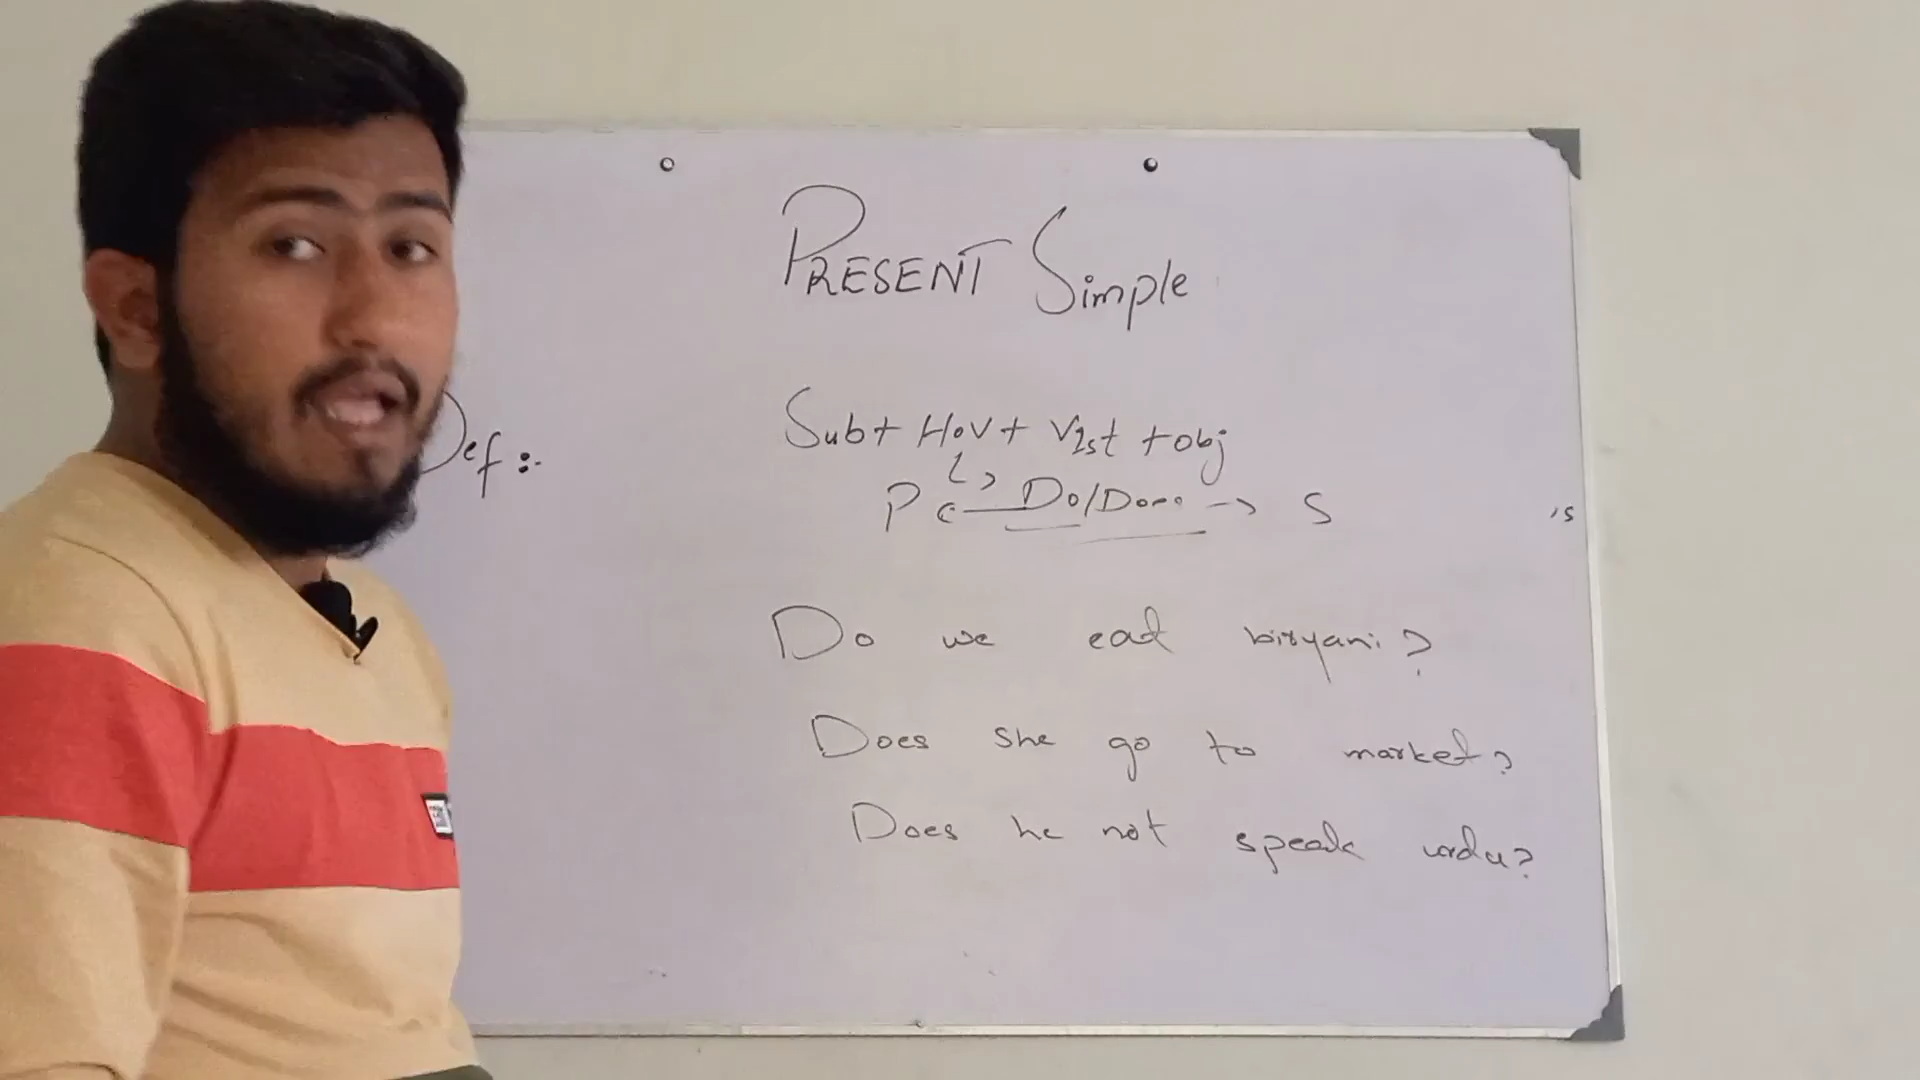 PRESENT Simple
Def :-
Sub + HoV + V1st + obj
P ← Do/Does → S
's
Do we eat biryani?
Does she go to market?
Does he not speak urdu?